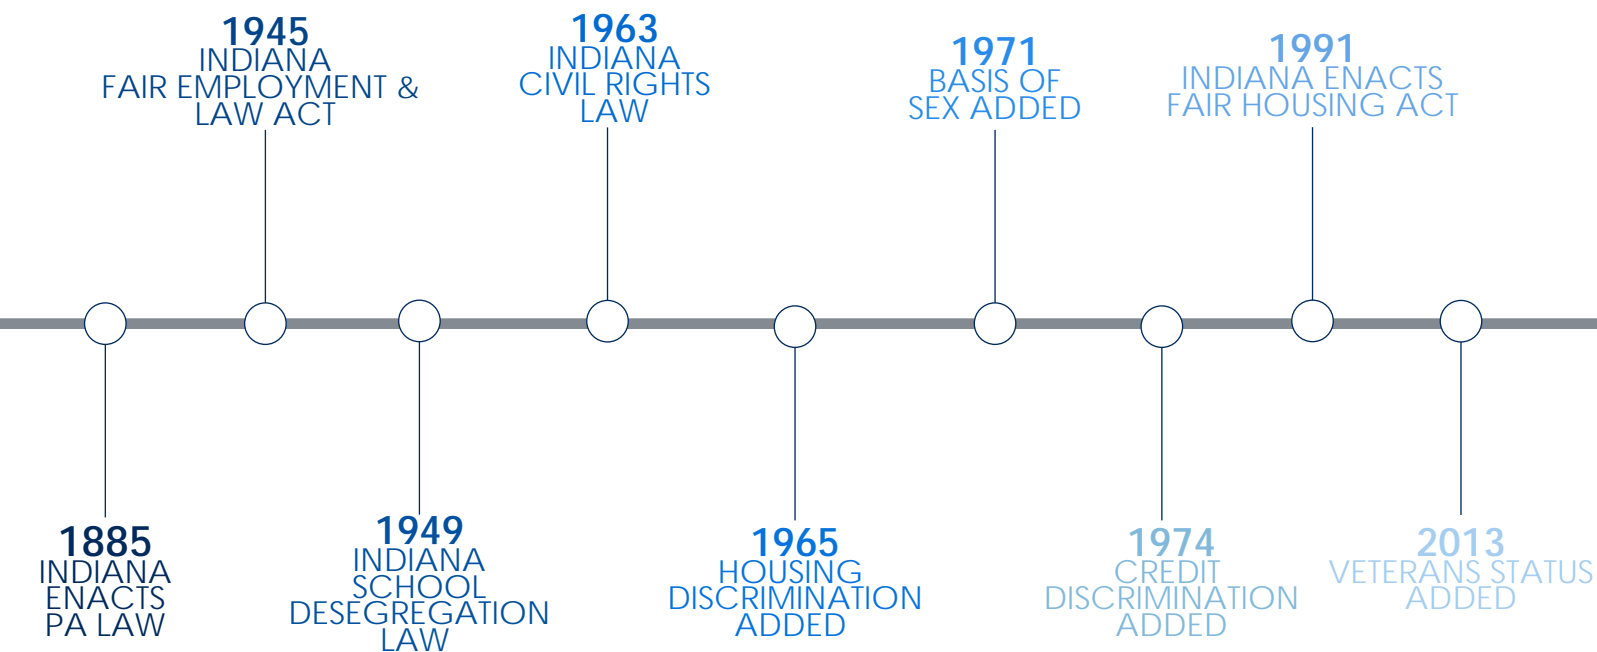 1945
INDIANA
FAIR EMPLOYMENT &
LAW ACT
1963
INDIANA
CIVIL RIGHTS
LAW
1971
BASIS OF
SEX ADDED
1991
INDIANA ENACTS
FAIR HOUSING ACT
1885
INDIANA
ENACTS
PA LAW
1949
INDIANA
SCHOOL
DESEGREGATION
LAW
1965
HOUSING
DISCRIMINATION
ADDED
1974
CREDIT
DISCRIMINATION
ADDED
2013
VETERANS STATUS
ADDED